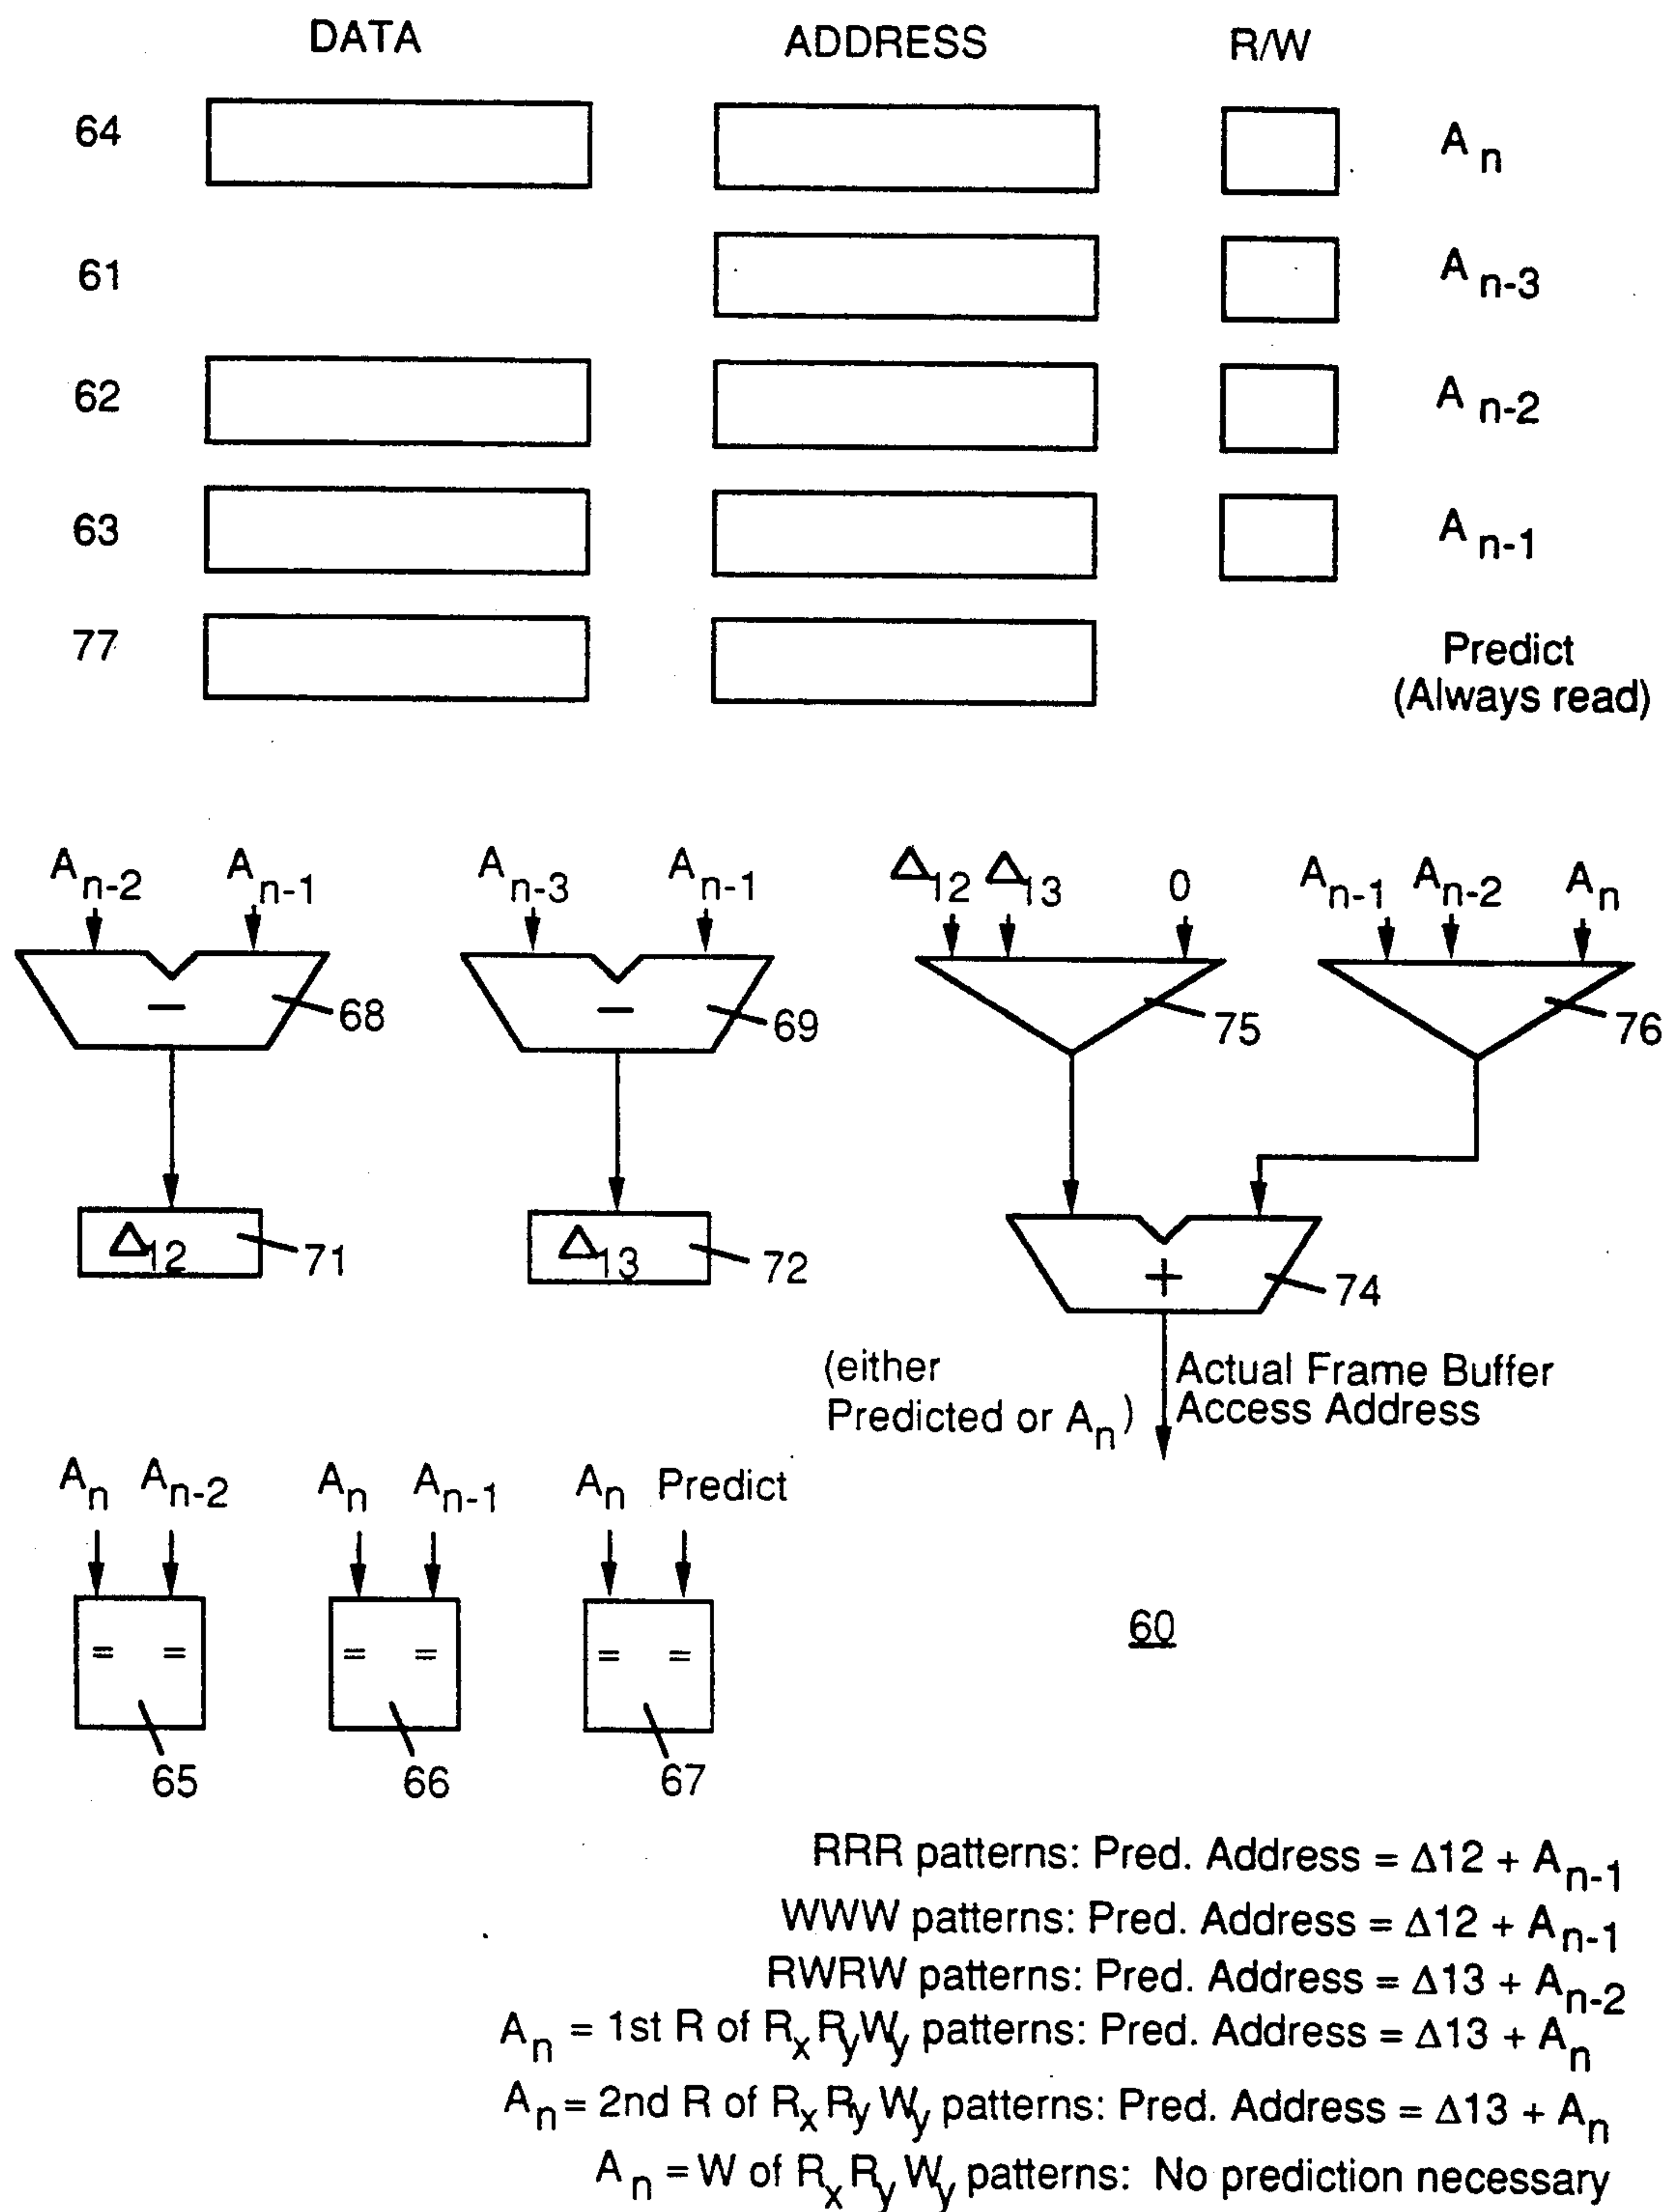 DATA ADDRESS R/W
64 A n
61 A n-3
62 A n-2
63 A n-1
77 Predict
(Always read)
A n-2 A n-1 A n-3 A n-1 Δ12 Δ13 0 A n-1 A n-2 A n
− 68 − 69 75 76
Δ12 71 Δ13 72 + 74
(either Actual Frame Buffer
Predicted or A n) Access Address
A n A n-2 A n A n-1 A n Predict
= = = = = =
60
65 66 67
RRR patterns: Pred. Address = Δ12 + A n-1
WWW patterns: Pred. Address = Δ12 + A n-1
RWRW patterns: Pred. Address = Δ13 + A n-2
A n = 1st R of RxRyWy patterns: Pred. Address = Δ13 + A n
A n = 2nd R of RxRyWy patterns: Pred. Address = Δ13 + A n
A n = W of RxRyWy patterns: No prediction necessary